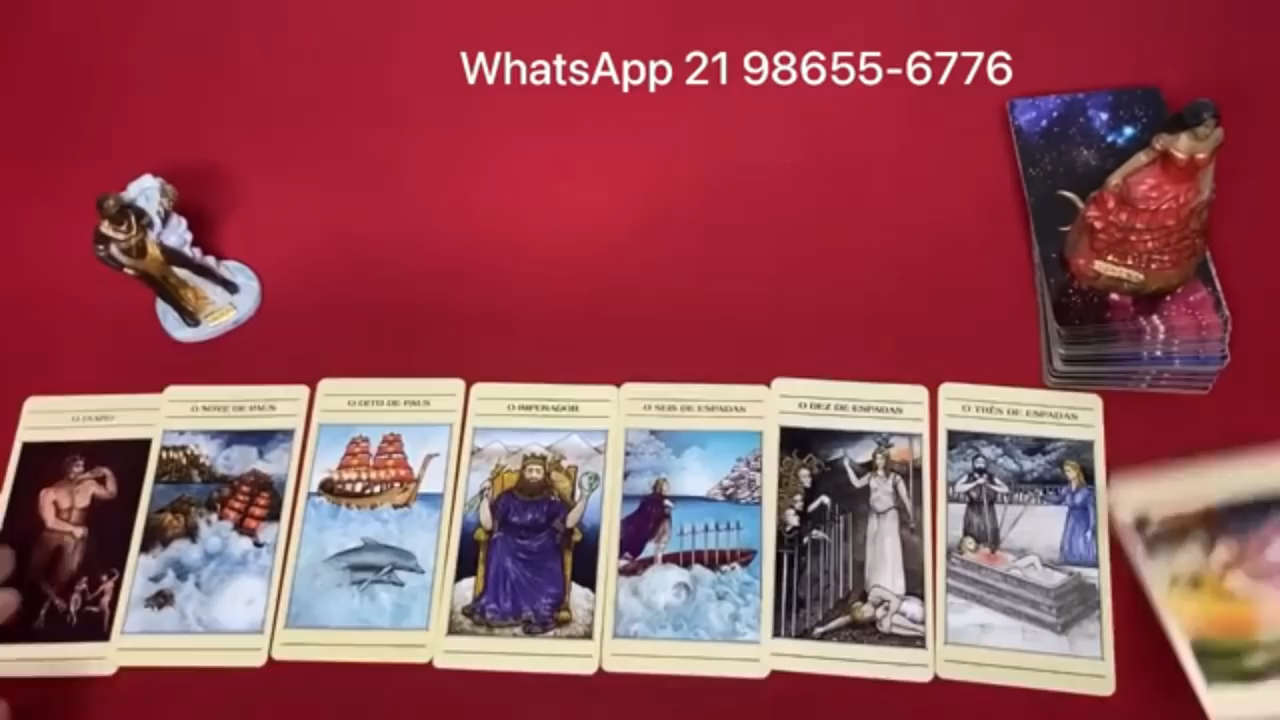 WhatsApp 21 98655-6776
O DIABO
O NOVE DE PAUS
O OITO DE PAUS
O IMPERADOR
O SEIS DE ESPADAS
O DEZ DE ESPADAS
O TRÊS DE ESPADAS